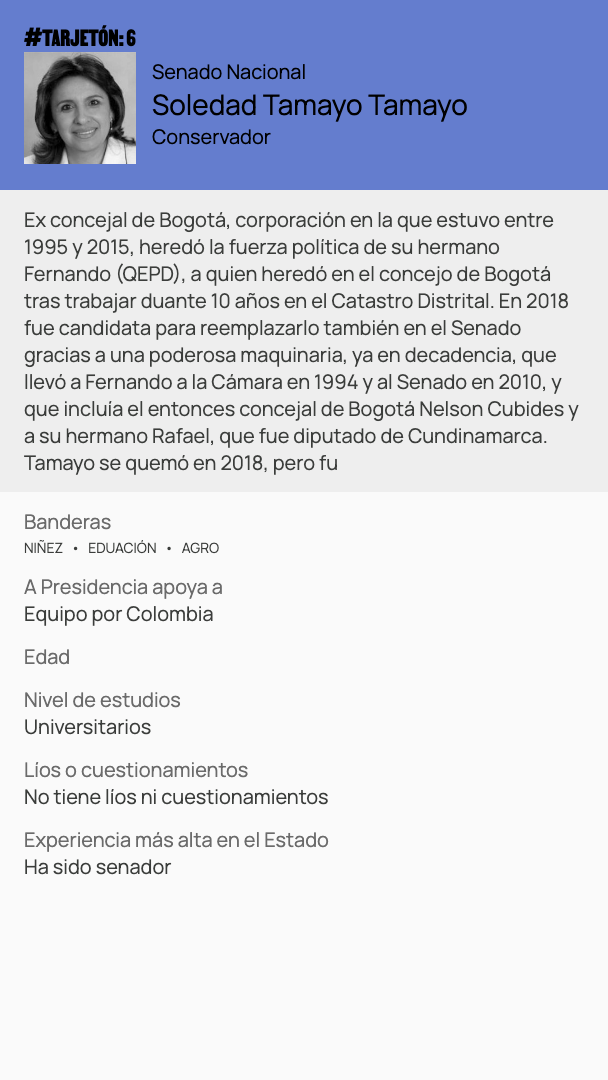 #TARJETÓN: 6
Senado Nacional
Soledad Tamayo Tamayo
Conservador
Ex concejal de Bogotá, corporación en la que estuvo entre
1995 y 2015, heredó la fuerza política de su hermano
Fernando (QEPD), a quien heredó en el concejo de Bogotá
tras trabajar duante 10 años en el Catastro Distrital. En 2018
fue candidata para reemplazarlo también en el Senado
gracias a una poderosa maquinaria, ya en decadencia, que
llevó a Fernando a la Cámara en 1994 y al Senado en 2010, y
que incluía el entonces concejal de Bogotá Nelson Cubides y
a su hermano Rafael, que fue diputado de Cundinamarca.
Tamayo se quemó en 2018, pero fu
Banderas
NIÑEZ • EDUACIÓN • AGRO
A Presidencia apoya a
Equipo por Colombia
Edad
Nivel de estudios
Universitarios
Líos o cuestionamientos
No tiene líos ni cuestionamientos
Experiencia más alta en el Estado
Ha sido senador